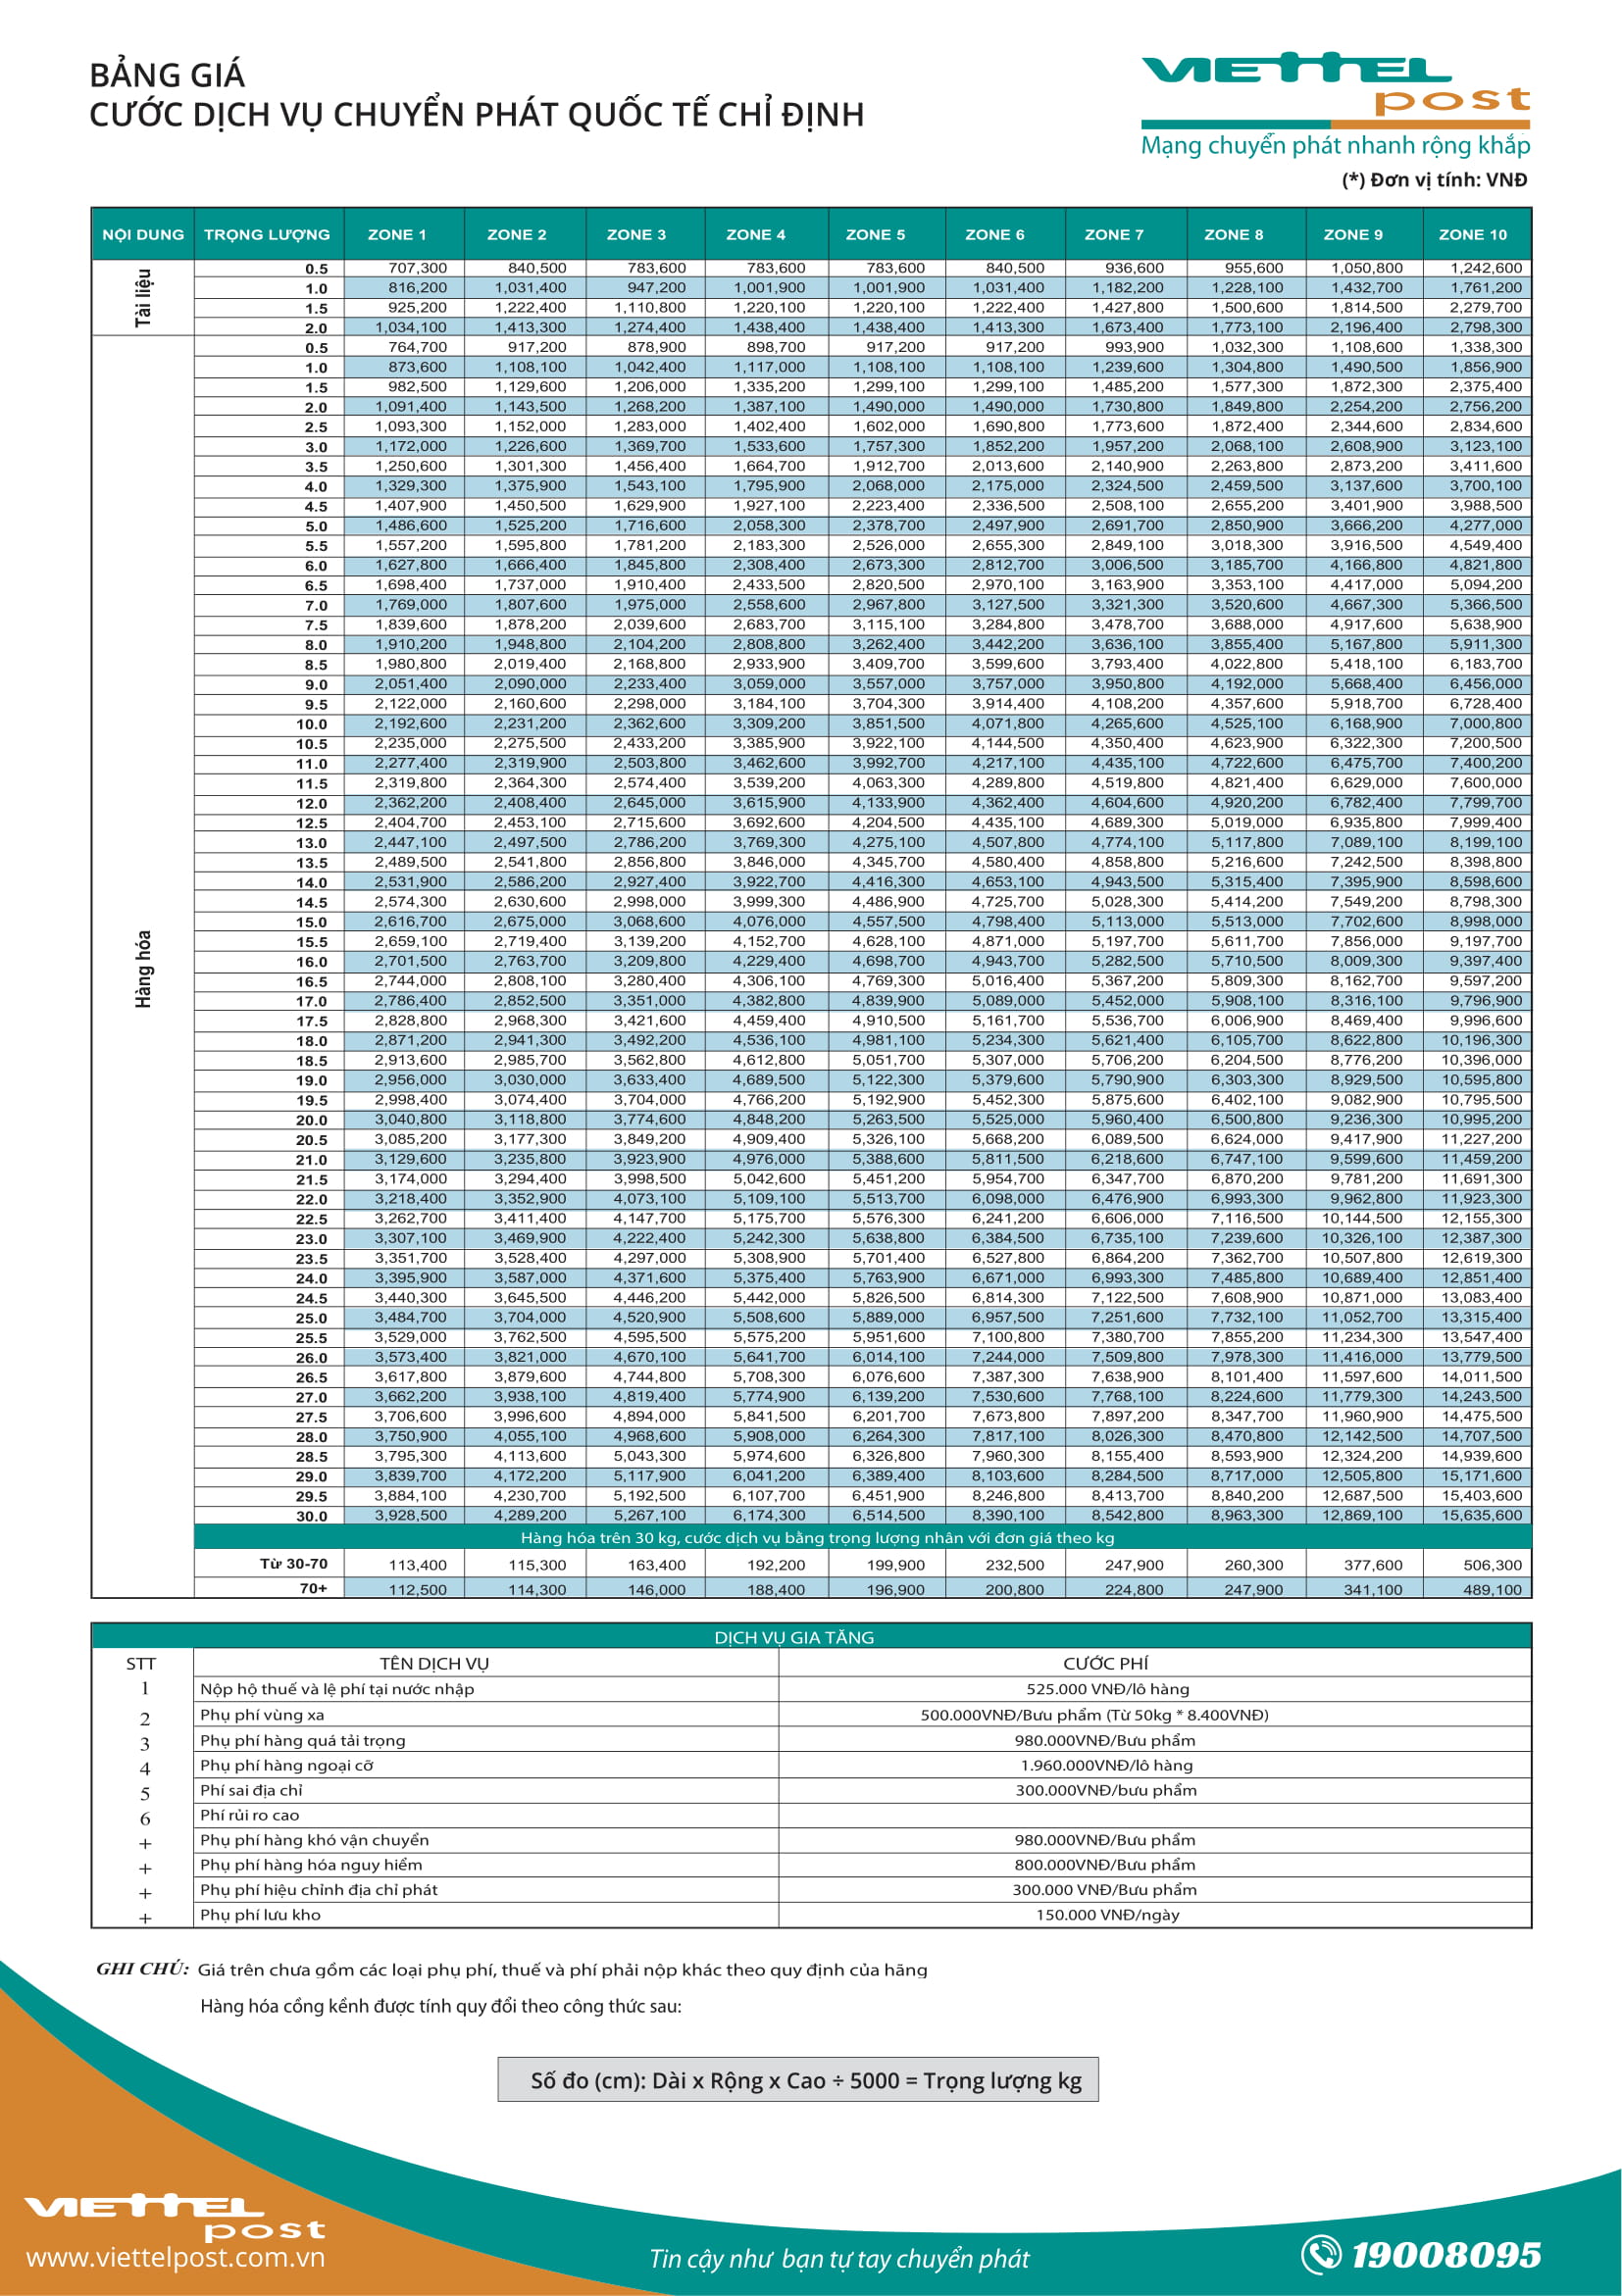 BẢNG GIÁ
CƯỚC DỊCH VỤ CHUYỂN PHÁT QUỐC TẾ CHỈ ĐỊNH
VIETTEL
post
Mạng chuyển phát nhanh rộng khắp
(*) Đơn vị tính: VNĐ
NỘI DUNG TRỌNG LƯỢNG ZONE 1 ZONE 2 ZONE 3 ZONE 4 ZONE 5 ZONE 6 ZONE 7 ZONE 8 ZONE 9 ZONE 10
Tài liệu
0.5 707,300 840,500 783,600 783,600 783,600 840,500 936,600 955,600 1,050,800 1,242,600
1.0 816,200 1,031,400 947,200 1,001,900 1,001,900 1,031,400 1,182,200 1,228,100 1,432,700 1,761,200
1.5 925,200 1,222,400 1,110,800 1,220,100 1,220,100 1,222,400 1,427,800 1,500,600 1,814,500 2,279,700
2.0 1,034,100 1,413,300 1,274,400 1,438,400 1,438,400 1,413,300 1,673,400 1,773,100 2,196,400 2,798,300
Hàng hóa
0.5 764,700 917,200 878,900 898,700 917,200 917,200 993,900 1,032,300 1,108,600 1,338,300
1.0 873,600 1,108,100 1,042,400 1,117,000 1,108,100 1,108,100 1,239,600 1,304,800 1,490,500 1,856,900
1.5 982,500 1,129,600 1,206,000 1,335,200 1,299,100 1,299,100 1,485,200 1,577,300 1,872,300 2,375,400
2.0 1,091,400 1,143,500 1,268,200 1,387,100 1,490,000 1,490,000 1,730,800 1,849,800 2,254,200 2,756,200
2.5 1,093,300 1,152,000 1,283,000 1,402,400 1,602,000 1,690,800 1,773,600 1,872,400 2,344,600 2,834,600
3.0 1,172,000 1,226,600 1,369,700 1,533,600 1,757,300 1,852,200 1,957,200 2,068,100 2,608,900 3,123,100
3.5 1,250,600 1,301,300 1,456,400 1,664,700 1,912,700 2,013,600 2,140,900 2,263,800 2,873,200 3,411,600
4.0 1,329,300 1,375,900 1,543,100 1,795,900 2,068,000 2,175,000 2,324,500 2,459,500 3,137,600 3,700,100
4.5 1,407,900 1,450,500 1,629,900 1,927,100 2,223,400 2,336,500 2,508,100 2,655,200 3,401,900 3,988,500
5.0 1,486,600 1,525,200 1,716,600 2,058,300 2,378,700 2,497,900 2,691,700 2,850,900 3,666,200 4,277,000
5.5 1,557,200 1,595,800 1,781,200 2,183,300 2,526,000 2,655,300 2,849,100 3,018,300 3,916,500 4,549,400
6.0 1,627,800 1,666,400 1,845,800 2,308,400 2,673,300 2,812,700 3,006,500 3,185,700 4,166,800 4,821,800
6.5 1,698,400 1,737,000 1,910,400 2,433,500 2,820,500 2,970,100 3,163,900 3,353,100 4,417,000 5,094,200
7.0 1,769,000 1,807,600 1,975,000 2,558,600 2,967,800 3,127,500 3,321,300 3,520,600 4,667,300 5,366,500
7.5 1,839,600 1,878,200 2,039,600 2,683,700 3,115,100 3,284,800 3,478,700 3,688,000 4,917,600 5,638,900
8.0 1,910,200 1,948,800 2,104,200 2,808,800 3,262,400 3,442,200 3,636,100 3,855,400 5,167,800 5,911,300
8.5 1,980,800 2,019,400 2,168,800 2,933,900 3,409,700 3,599,600 3,793,400 4,022,800 5,418,100 6,183,700
9.0 2,051,400 2,090,000 2,233,400 3,059,000 3,557,000 3,757,000 3,950,800 4,192,000 5,668,400 6,456,000
9.5 2,122,000 2,160,600 2,298,000 3,184,100 3,704,300 3,914,400 4,108,200 4,357,600 5,918,700 6,728,400
10.0 2,192,600 2,231,200 2,362,600 3,309,200 3,851,500 4,071,800 4,265,600 4,525,100 6,168,900 7,000,800
10.5 2,235,000 2,275,500 2,433,200 3,385,900 3,922,100 4,144,500 4,350,400 4,623,900 6,322,300 7,200,500
11.0 2,277,400 2,319,900 2,503,800 3,462,600 3,992,700 4,217,100 4,435,100 4,722,600 6,475,700 7,400,200
11.5 2,319,800 2,364,300 2,574,400 3,539,200 4,063,300 4,289,800 4,519,800 4,821,400 6,629,000 7,600,000
12.0 2,362,200 2,408,400 2,645,000 3,615,900 4,133,900 4,362,400 4,604,600 4,920,200 6,782,400 7,799,700
12.5 2,404,700 2,453,100 2,715,600 3,692,600 4,204,500 4,435,100 4,689,300 5,019,000 6,935,800 7,999,400
13.0 2,447,100 2,497,500 2,786,200 3,769,300 4,275,100 4,507,800 4,774,100 5,117,800 7,089,100 8,199,100
13.5 2,489,500 2,541,800 2,856,800 3,846,000 4,345,700 4,580,400 4,858,800 5,216,600 7,242,500 8,398,800
14.0 2,531,900 2,586,200 2,927,400 3,922,700 4,416,300 4,653,100 4,943,500 5,315,400 7,395,900 8,598,600
14.5 2,574,300 2,630,600 2,998,000 3,999,300 4,486,900 4,725,700 5,028,300 5,414,200 7,549,200 8,798,300
15.0 2,616,700 2,675,000 3,068,600 4,076,000 4,557,500 4,798,400 5,113,000 5,513,000 7,702,600 8,998,000
15.5 2,659,100 2,719,400 3,139,200 4,152,700 4,628,100 4,871,000 5,197,700 5,611,700 7,856,000 9,197,700
16.0 2,701,500 2,763,700 3,209,800 4,229,400 4,698,700 4,943,700 5,282,500 5,710,500 8,009,300 9,397,400
16.5 2,744,000 2,808,100 3,280,400 4,306,100 4,769,300 5,016,400 5,367,200 5,809,300 8,162,700 9,597,200
17.0 2,786,400 2,852,500 3,351,000 4,382,800 4,839,900 5,089,000 5,452,000 5,908,100 8,316,100 9,796,900
17.5 2,828,800 2,968,300 3,421,600 4,459,400 4,910,500 5,161,700 5,536,700 6,006,900 8,469,400 9,996,600
18.0 2,871,200 2,941,300 3,492,200 4,536,100 4,981,100 5,234,300 5,621,400 6,105,700 8,622,800 10,196,300
18.5 2,913,600 2,985,700 3,562,800 4,612,800 5,051,700 5,307,000 5,706,200 6,204,500 8,776,200 10,396,000
19.0 2,956,000 3,030,000 3,633,400 4,689,500 5,122,300 5,379,600 5,790,900 6,303,300 8,929,500 10,595,800
19.5 2,998,400 3,074,400 3,704,000 4,766,200 5,192,900 5,452,300 5,875,600 6,402,100 9,082,900 10,795,500
20.0 3,040,800 3,118,800 3,774,600 4,848,200 5,263,500 5,525,000 5,960,400 6,500,800 9,236,300 10,995,200
20.5 3,085,200 3,177,300 3,849,200 4,909,400 5,326,100 5,668,200 6,089,500 6,624,000 9,417,900 11,227,200
21.0 3,129,600 3,235,800 3,923,900 4,976,000 5,388,600 5,811,500 6,218,600 6,747,100 9,599,600 11,459,200
21.5 3,174,000 3,294,400 3,998,500 5,042,600 5,451,200 5,954,700 6,347,700 6,870,200 9,781,200 11,691,300
22.0 3,218,400 3,352,900 4,073,100 5,109,100 5,513,700 6,098,000 6,476,900 6,993,300 9,962,800 11,923,300
22.5 3,262,700 3,411,400 4,147,700 5,175,700 5,576,300 6,241,200 6,606,000 7,116,500 10,144,500 12,155,300
23.0 3,307,100 3,469,900 4,222,400 5,242,300 5,638,800 6,384,500 6,735,100 7,239,600 10,326,100 12,387,300
23.5 3,351,700 3,528,400 4,297,000 5,308,900 5,701,400 6,527,800 6,864,200 7,362,700 10,507,800 12,619,300
24.0 3,395,900 3,587,000 4,371,600 5,375,400 5,763,900 6,671,000 6,993,300 7,485,800 10,689,400 12,851,400
24.5 3,440,300 3,645,500 4,446,200 5,442,000 5,826,500 6,814,300 7,122,500 7,608,900 10,871,000 13,083,400
25.0 3,484,700 3,704,000 4,520,900 5,508,600 5,889,000 6,957,500 7,251,600 7,732,100 11,052,700 13,315,400
25.5 3,529,000 3,762,500 4,595,500 5,575,200 5,951,600 7,100,800 7,380,700 7,855,200 11,234,300 13,547,400
26.0 3,573,400 3,821,000 4,670,100 5,641,700 6,014,100 7,244,000 7,509,800 7,978,300 11,416,000 13,779,500
26.5 3,617,800 3,879,600 4,744,800 5,708,300 6,076,600 7,387,300 7,638,900 8,101,400 11,597,600 14,011,500
27.0 3,662,200 3,938,100 4,819,400 5,774,900 6,139,200 7,530,600 7,768,100 8,224,600 11,779,300 14,243,500
27.5 3,706,600 3,996,600 4,894,000 5,841,500 6,201,700 7,673,800 7,897,200 8,347,700 11,960,900 14,475,500
28.0 3,750,900 4,055,100 4,968,600 5,908,000 6,264,300 7,817,100 8,026,300 8,470,800 12,142,500 14,707,500
28.5 3,795,300 4,113,600 5,043,300 5,974,600 6,326,800 7,960,300 8,155,400 8,593,900 12,324,200 14,939,600
29.0 3,839,700 4,172,200 5,117,900 6,041,200 6,389,400 8,103,600 8,284,500 8,717,000 12,505,800 15,171,600
29.5 3,884,100 4,230,700 5,192,500 6,107,700 6,451,900 8,246,800 8,413,700 8,840,200 12,687,500 15,403,600
30.0 3,928,500 4,289,200 5,267,100 6,174,300 6,514,500 8,390,100 8,542,800 8,963,300 12,869,100 15,635,600
Hàng hóa trên 30 kg, cước dịch vụ bằng trọng lượng nhân với đơn giá theo kg
Từ 30-70 113,400 115,300 163,400 192,200 199,900 232,500 247,900 260,300 377,600 506,300
70+ 112,500 114,300 146,000 188,400 196,900 200,800 224,800 247,900 341,100 489,100
DỊCH VỤ GIA TĂNG
STT TÊN DỊCH VỤ CƯỚC PHÍ
1 Nộp hộ thuế và lệ phí tại nước nhập 525.000 VNĐ/lô hàng
2 Phụ phí vùng xa 500.000VNĐ/Bưu phẩm (Từ 50kg * 8.400VNĐ)
3 Phụ phí hàng quá tải trọng 980.000VNĐ/Bưu phẩm
4 Phụ phí hàng ngoại cỡ 1.960.000VNĐ/lô hàng
5 Phí sai địa chỉ 300.000VNĐ/bưu phẩm
6 Phí rủi ro cao
+ Phụ phí hàng khó vận chuyển 980.000VNĐ/Bưu phẩm
+ Phụ phí hàng hóa nguy hiểm 800.000VNĐ/Bưu phẩm
+ Phụ phí hiệu chỉnh địa chỉ phát 300.000 VNĐ/Bưu phẩm
+ Phụ phí lưu kho 150.000 VNĐ/ngày
GHI CHÚ: Giá trên chưa gồm các loại phụ phí, thuế và phí phải nộp khác theo quy định của hãng
Hàng hóa cồng kềnh được tính quy đổi theo công thức sau:
Số đo (cm): Dài x Rộng x Cao ÷ 5000 = Trọng lượng kg
VIETTEL
post
www.viettelpost.com.vn
Tin cậy như bạn tự tay chuyển phát
19008095